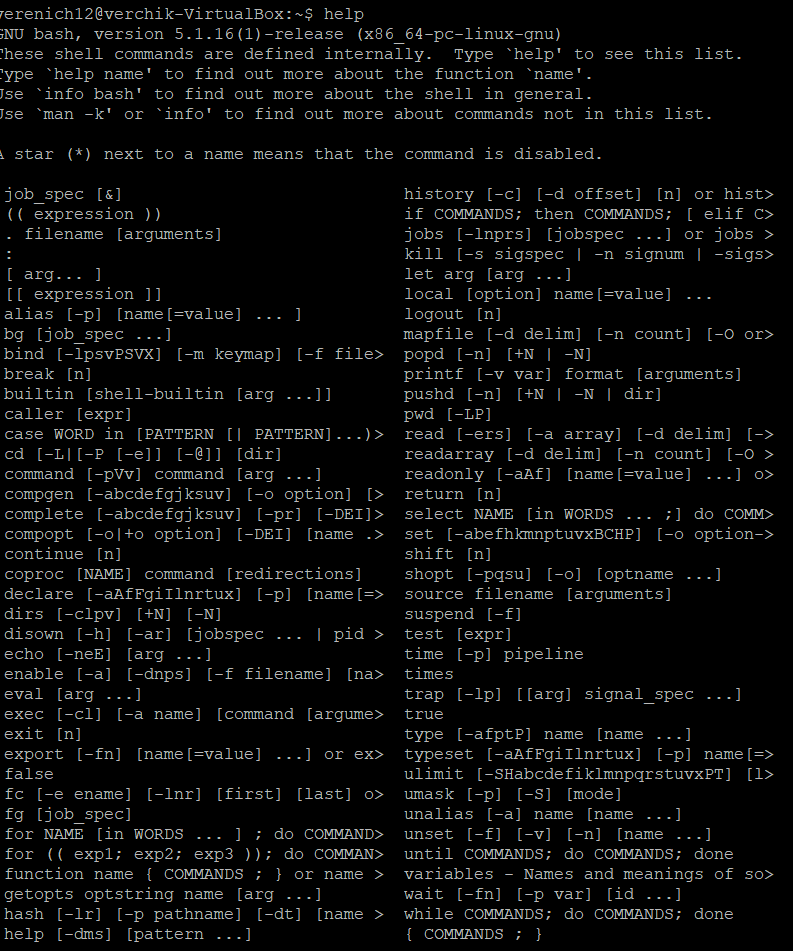 verenich12@verchik-VirtualBox:~$ help
GNU bash, version 5.1.16(1)-release (x86_64-pc-linux-gnu)
These shell commands are defined internally.  Type `help' to see this list.
Type `help name' to find out more about the function `name'.
Use `info bash' to find out more about the shell in general.
Use `man -k' or `info' to find out more about commands not in this list.
A star (*) next to a name means that the command is disabled.
job_spec [&]                            history [-c] [-d offset] [n] or hist>
(( expression ))                        if COMMANDS; then COMMANDS; [ elif C>
. filename [arguments]                  jobs [-lnprs] [jobspec ...] or jobs >
:                                       kill [-s sigspec | -n signum | -sigs>
[ arg... ]                              let arg [arg ...]
[[ expression ]]                        local [option] name[=value] ...
alias [-p] [name[=value] ... ]          logout [n]
bg [job_spec ...]                       mapfile [-d delim] [-n count] [-O or>
bind [-lpsvPSVX] [-m keymap] [-f file>  popd [-n] [+N | -N]
break [n]                               printf [-v var] format [arguments]
builtin [shell-builtin [arg ...]]       pushd [-n] [+N | -N | dir]
caller [expr]                           pwd [-LP]
case WORD in [PATTERN [| PATTERN]...)>  read [-ers] [-a array] [-d delim] [->
cd [-L|[-P [-e]] [-@]] [dir]            readarray [-d delim] [-n count] [-O >
command [-pVv] command [arg ...]        readonly [-aAf] [name[=value] ...] o>
compgen [-abcdefgjksuv] [-o option] [>  return [n]
complete [-abcdefgjksuv] [-pr] [-DEI]>  select NAME [in WORDS ... ;] do COMM>
compopt [-o|+o option] [-DEI] [name .>  set [-abefhkmnptuvxBCHP] [-o option->
continue [n]                            shift [n]
coproc [NAME] command [redirections]    shopt [-pqsu] [-o] [optname ...]
declare [-aAfFgiIlnrtux] [-p] [name[=>  source filename [arguments]
dirs [-clpv] [+N] [-N]                  suspend [-f]
disown [-h] [-ar] [jobspec ... | pid >  test [expr]
echo [-neE] [arg ...]                   time [-p] pipeline
enable [-a] [-dnps] [-f filename] [na>  times
eval [arg ...]                          trap [-lp] [[arg] signal_spec ...]
exec [-cl] [-a name] [command [argume>  true
exit [n]                                type [-afptP] name [name ...]
export [-fn] [name[=value] ...] or ex>  typeset [-aAfFgiIlnrtux] [-p] name[=>
false                                   ulimit [-SHabcdefiklmnpqrstuvxPT] [l>
fc [-e ename] [-lnr] [first] [last] o>  umask [-p] [-S] [mode]
fg [job_spec]                           unalias [-a] name [name ...]
for NAME [in WORDS ... ] ; do COMMAND>  unset [-f] [-v] [-n] [name ...]
for (( exp1; exp2; exp3 )); do COMMAN>  until COMMANDS; do COMMANDS; done
function name { COMMANDS ; } or name >  variables - Names and meanings of so>
getopts optstring name [arg ...]        wait [-fn] [-p var] [id ...]
hash [-lr] [-p pathname] [-dt] [name >  while COMMANDS; do COMMANDS; done
help [-dms] [pattern ...]               { COMMANDS ; }